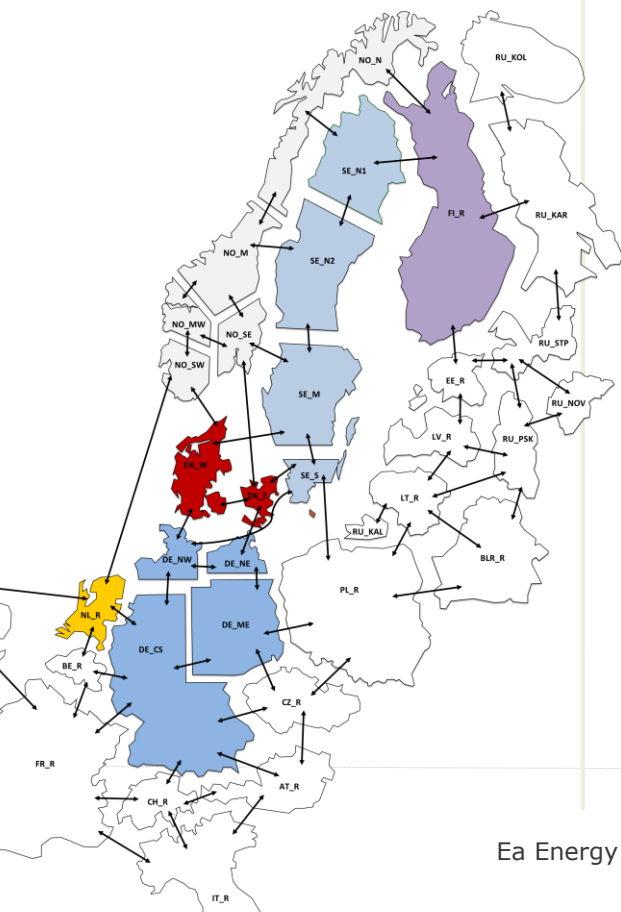 NO_N
RU_KOL
SE_N1
FI_R
RU_KAR
NO_M
SE_N2
NO_MW
NO_SE
RU_STP
NO_SW
EE_R
SE_M
RU_NOV
LV_R
RU_PSK
DK_W
SE_S
DK_E
LT_R
RU_KAL
DE_NW
DE_NE
BLR_R
PL_R
NL_R
DE_CS
DE_ME
BE_R
CZ_R
FR_R
AT_R
CH_R
Ea Energy
IT_R